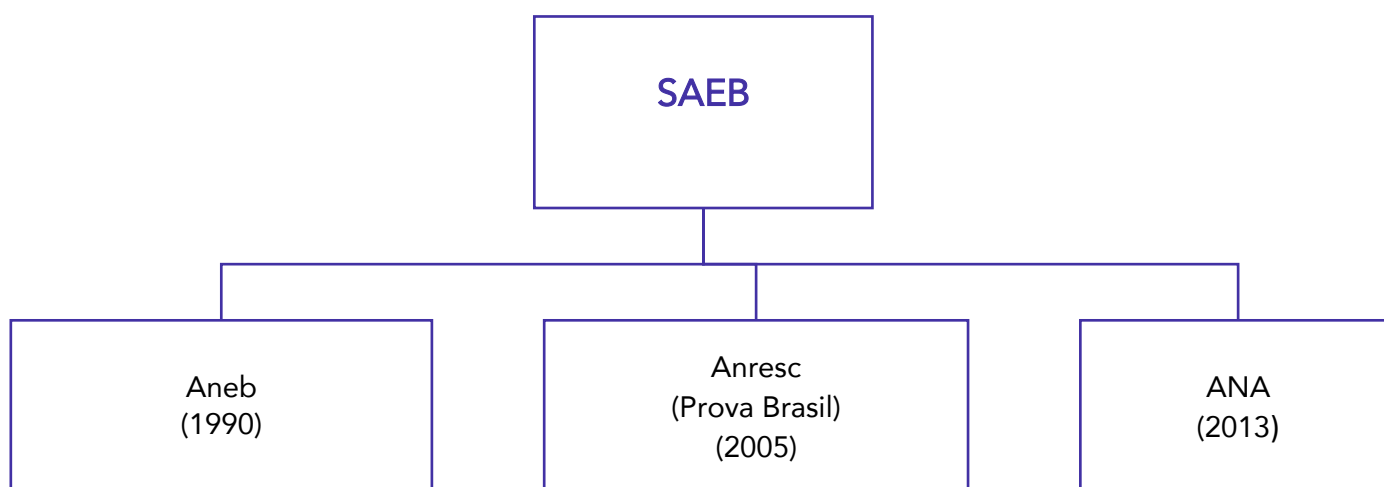 SAEB
Aneb
(1990)
Anresc
(Prova Brasil)
(2005)
ANA
(2013)